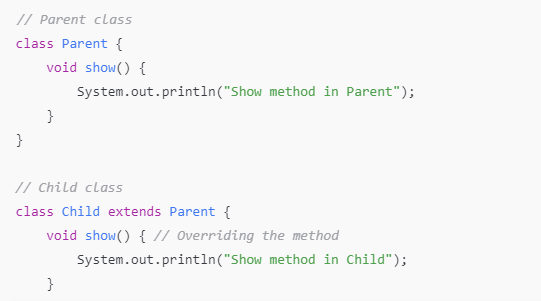 // Parent class
class Parent {
    void show() {
        System.out.println("Show method in Parent");
    }
}

// Child class
class Child extends Parent {
    void show() { // Overriding the method
        System.out.println("Show method in Child");
    }